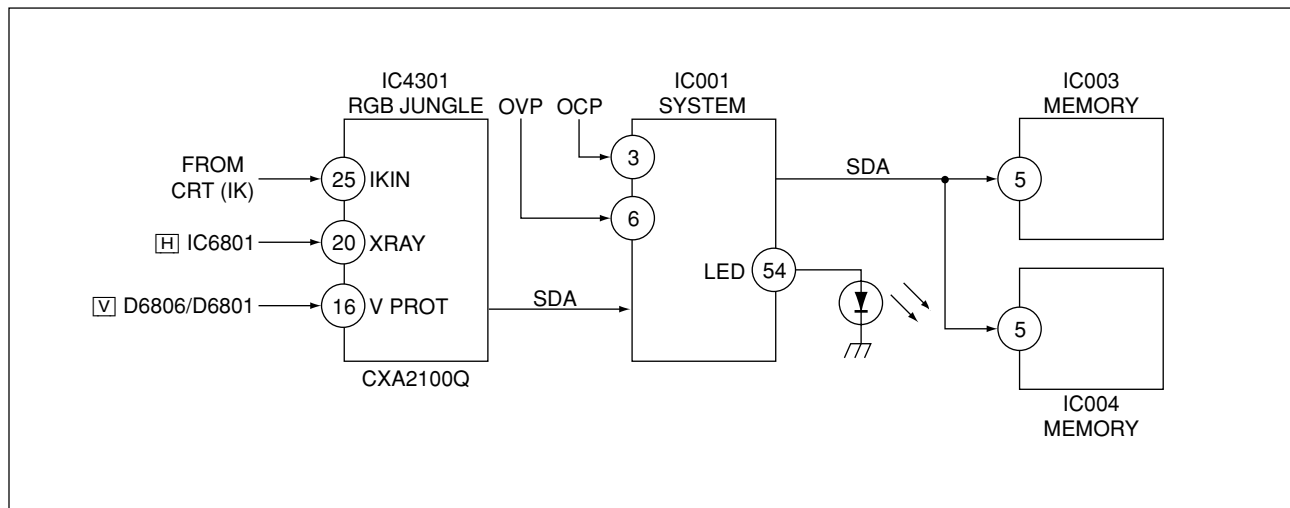 IC4301
RGB JUNGLE
OVP
OCP
IC001
SYSTEM
IC003
MEMORY
FROM
CRT (IK)
25 IKIN
H IC6801
20 XRAY
V D6806/D6801
16 V PROT
SDA
CXA2100Q
3
6
LED 54
SDA
5
5
IC004
MEMORY